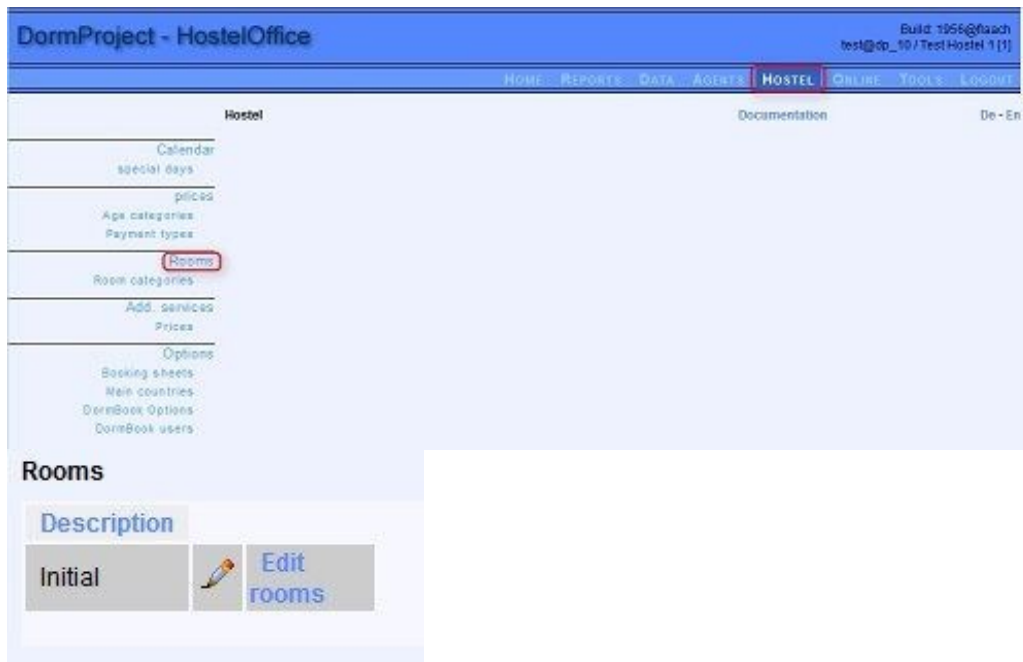 DormProject - HostelOffice
Build: 1956@flaach
test@dp_10 / Test Hostel 1 [1]
HOME REPORTS DATA AGENTS HOSTEL ONLINE TOOLS LOGOUT
Hostel Documentation De - En
Calendar
special days
prices
Age categories
Payment types
Rooms
Room categories
Add. services
Prices
Options
Booking sheets
Main countries
DormBook Options
DormBook users
Rooms
Description
Initial Edit
rooms